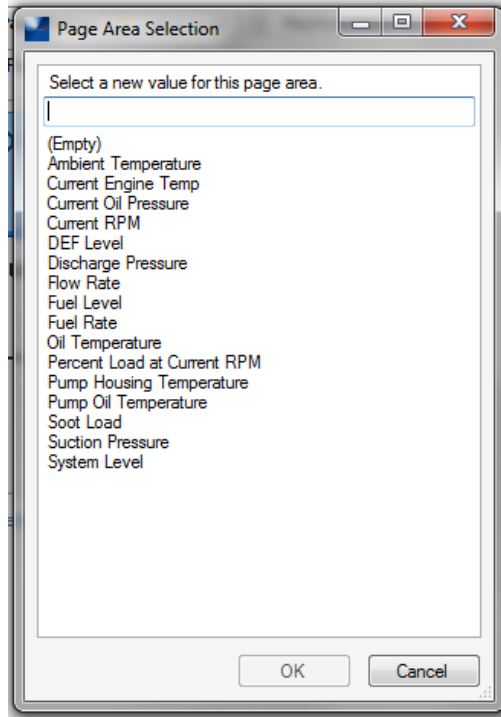 Page Area Selection
Select a new value for this page area.
(Empty)
Ambient Temperature
Current Engine Temp
Current Oil Pressure
Current RPM
DEF Level
Discharge Pressure
Flow Rate
Fuel Level
Fuel Rate
Oil Temperature
Percent Load at Current RPM
Pump Housing Temperature
Pump Oil Temperature
Soot Load
Suction Pressure
System Level
OK
Cancel